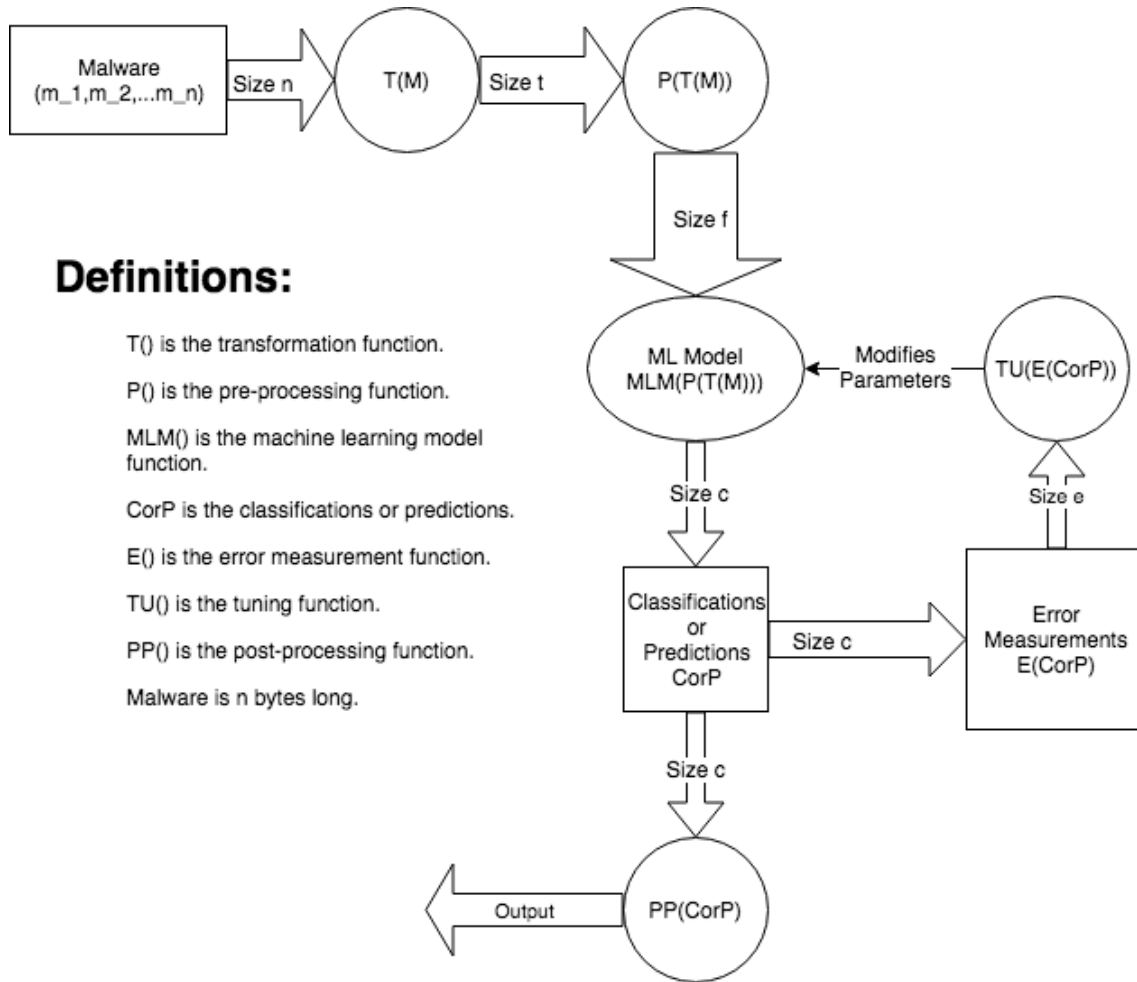 Malware
(m_1,m_2,...m_n)
Size n
T(M)
Size t
P(T(M))
Size f
Definitions:
T() is the transformation function.
P() is the pre-processing function.
MLM() is the machine learning model
function.
CorP is the classifications or predictions.
E() is the error measurement function.
TU() is the tuning function.
PP() is the post-processing function.
Malware is n bytes long.
ML Model
MLM(P(T(M)))
Modifies
Parameters
TU(E(CorP))
Size c
Size e
Classifications
or
Predictions
CorP
Size c
Error
Measurements
E(CorP)
Size c
PP(CorP)
Output